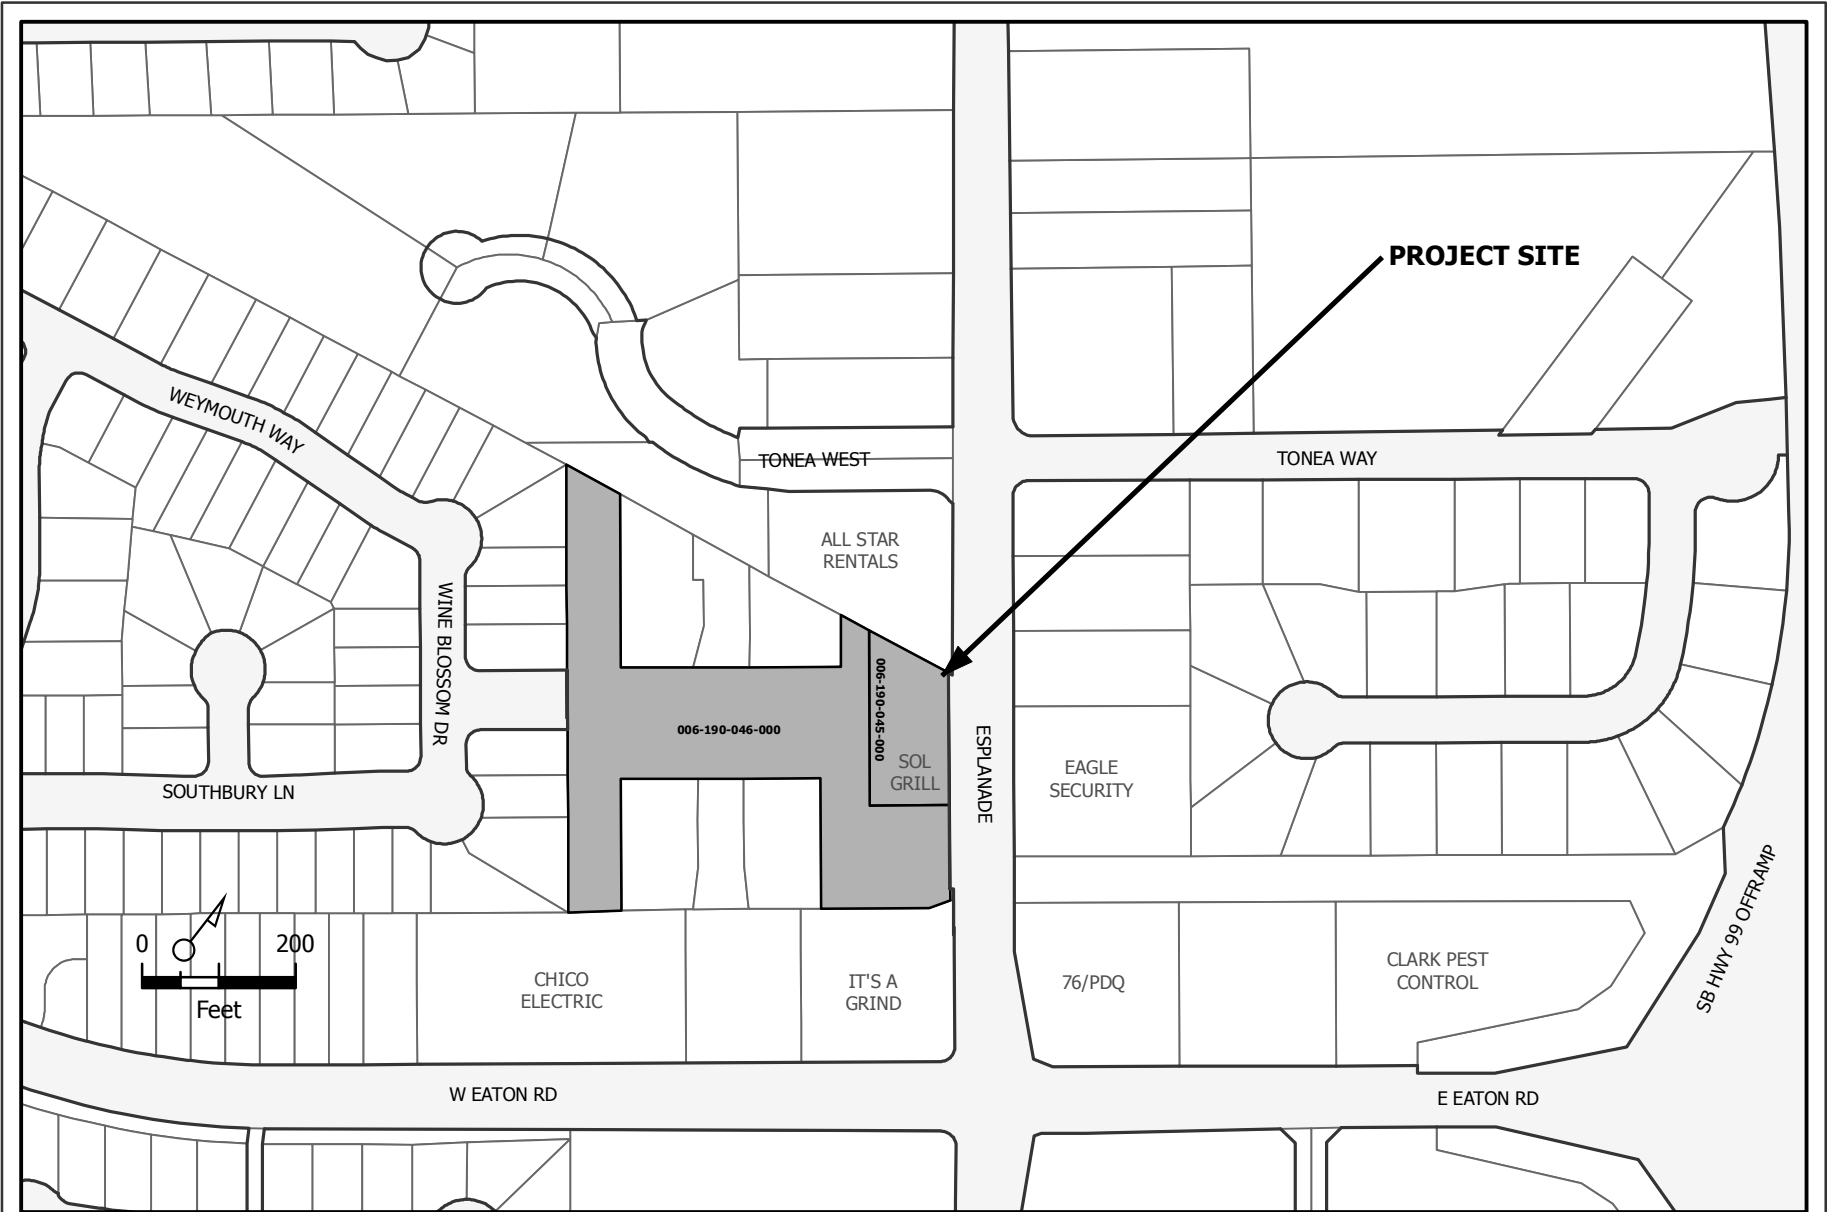 PROJECT SITE
WEYMOUTH WAY
TONEA WEST
TONEA WAY
ALL STAR
RENTALS
WINE BLOSSOM DR
006-190-045-000
006-190-046-000
SOL
GRILL
ESPLANADE
EAGLE
SECURITY
SOUTHBURY LN
SB HWY 99 OFFRAMP
0 200
Feet
CHICO
ELECTRIC
IT'S A
GRIND
76/PDQ
CLARK PEST
CONTROL
W EATON RD
E EATON RD